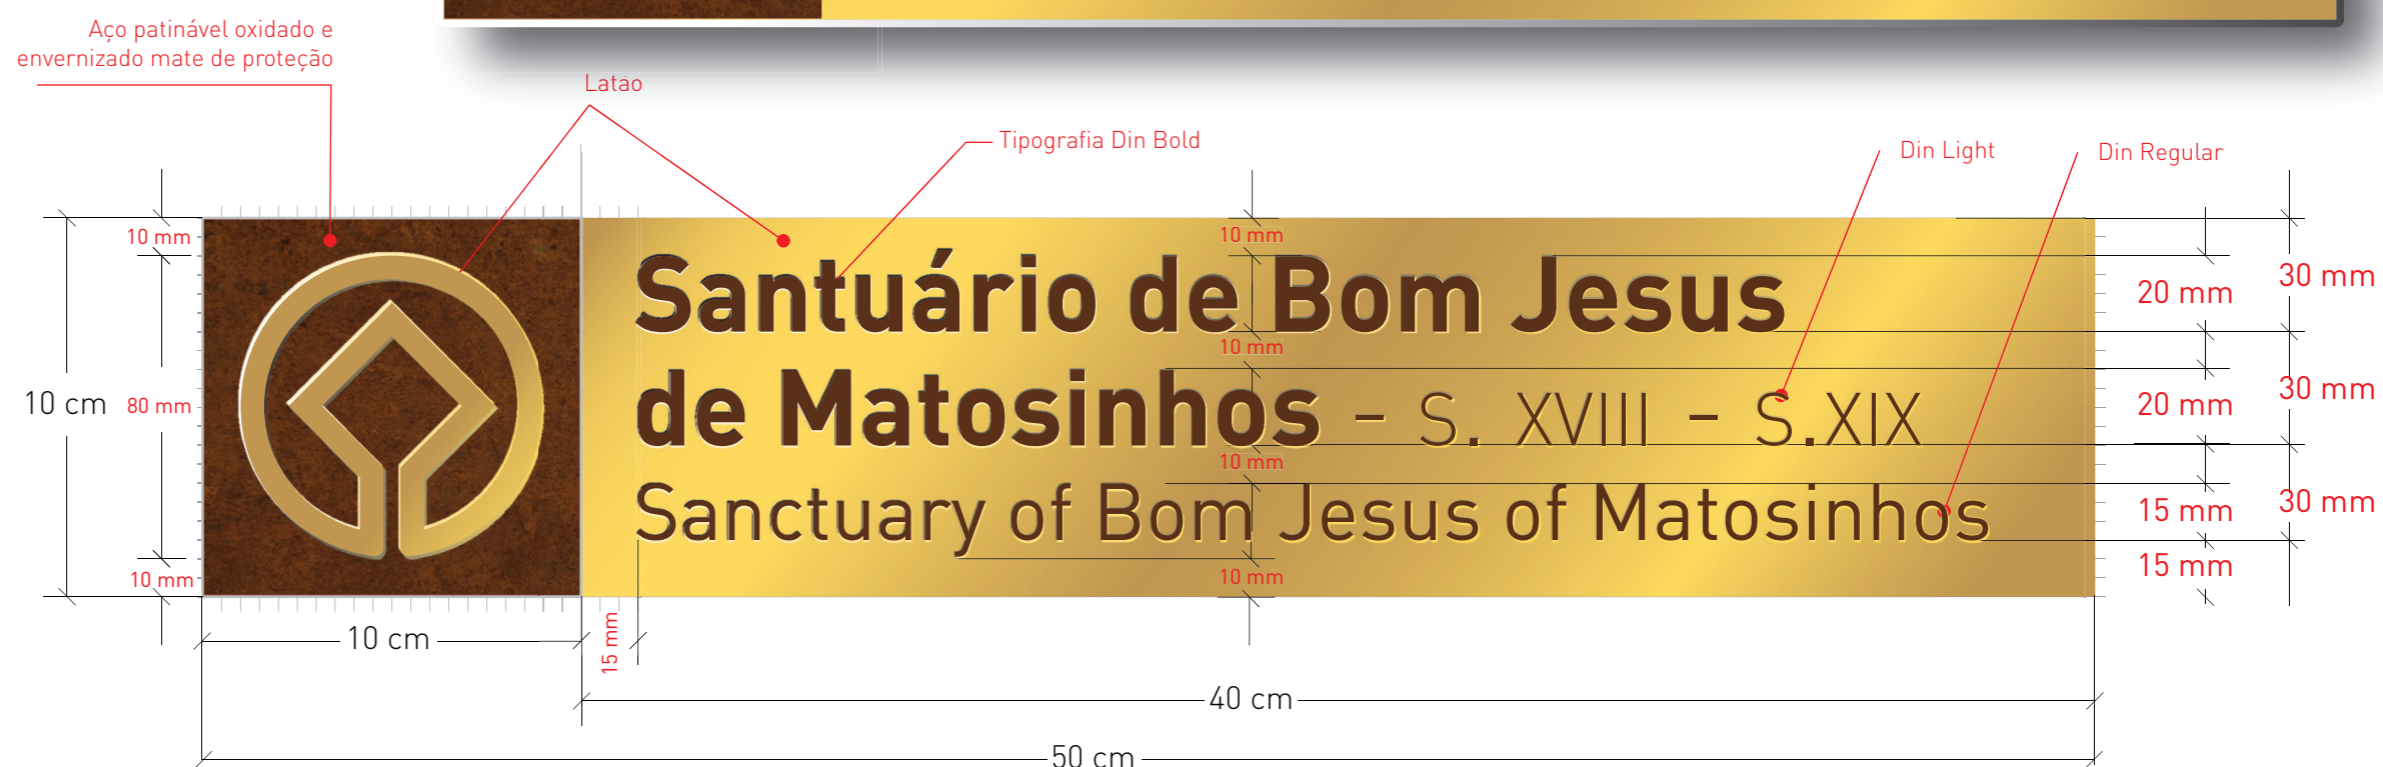 Aço patinável oxidado e
envernizado mate de proteção
Latão
Tipografia Din Bold
Din Light
Din Regular
10 mm
80 mm
10 mm
10 cm
Santuário de Bom Jesus
de Matosinhos – S. XVIII – S.XIX
Sanctuary of Bom Jesus of Matosinhos
10 mm
10 mm
10 mm
10 mm
20 mm
20 mm
15 mm
15 mm
30 mm
30 mm
30 mm
10 cm
15 mm
40 cm
50 cm